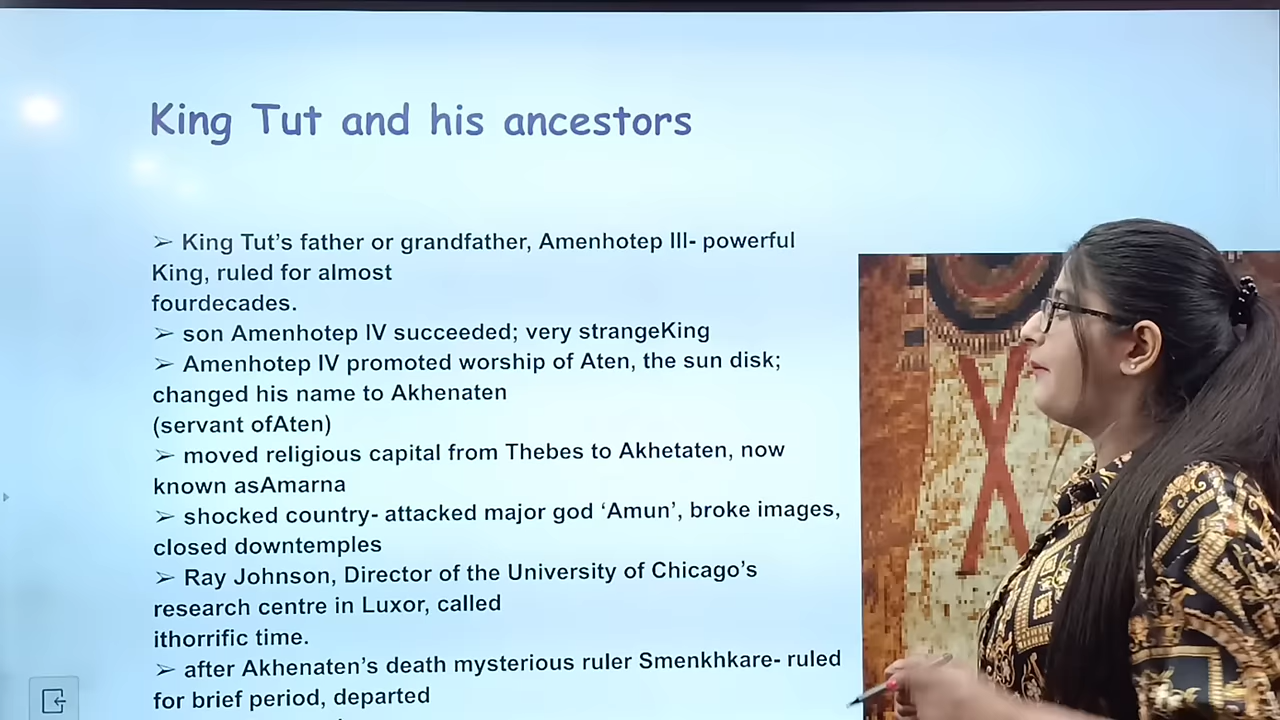 King Tut and his ancestors
➢ King Tut's father or grandfather, Amenhotep III- powerful
King, ruled for almost
fourdecades.
➢ son Amenhotep IV succeeded; very strangeKing
➢ Amenhotep IV promoted worship of Aten, the sun disk;
changed his name to Akhenaten
(servant ofAten)
➢ moved religious capital from Thebes to Akhetaten, now
known asAmarna
➢ shocked country- attacked major god ‘Amun’, broke images,
closed downtemples
➢ Ray Johnson, Director of the University of Chicago's
research centre in Luxor, called
ithorrific time.
➢ after Akhenaten's death mysterious ruler Smenkhkare- ruled
for brief period, departed